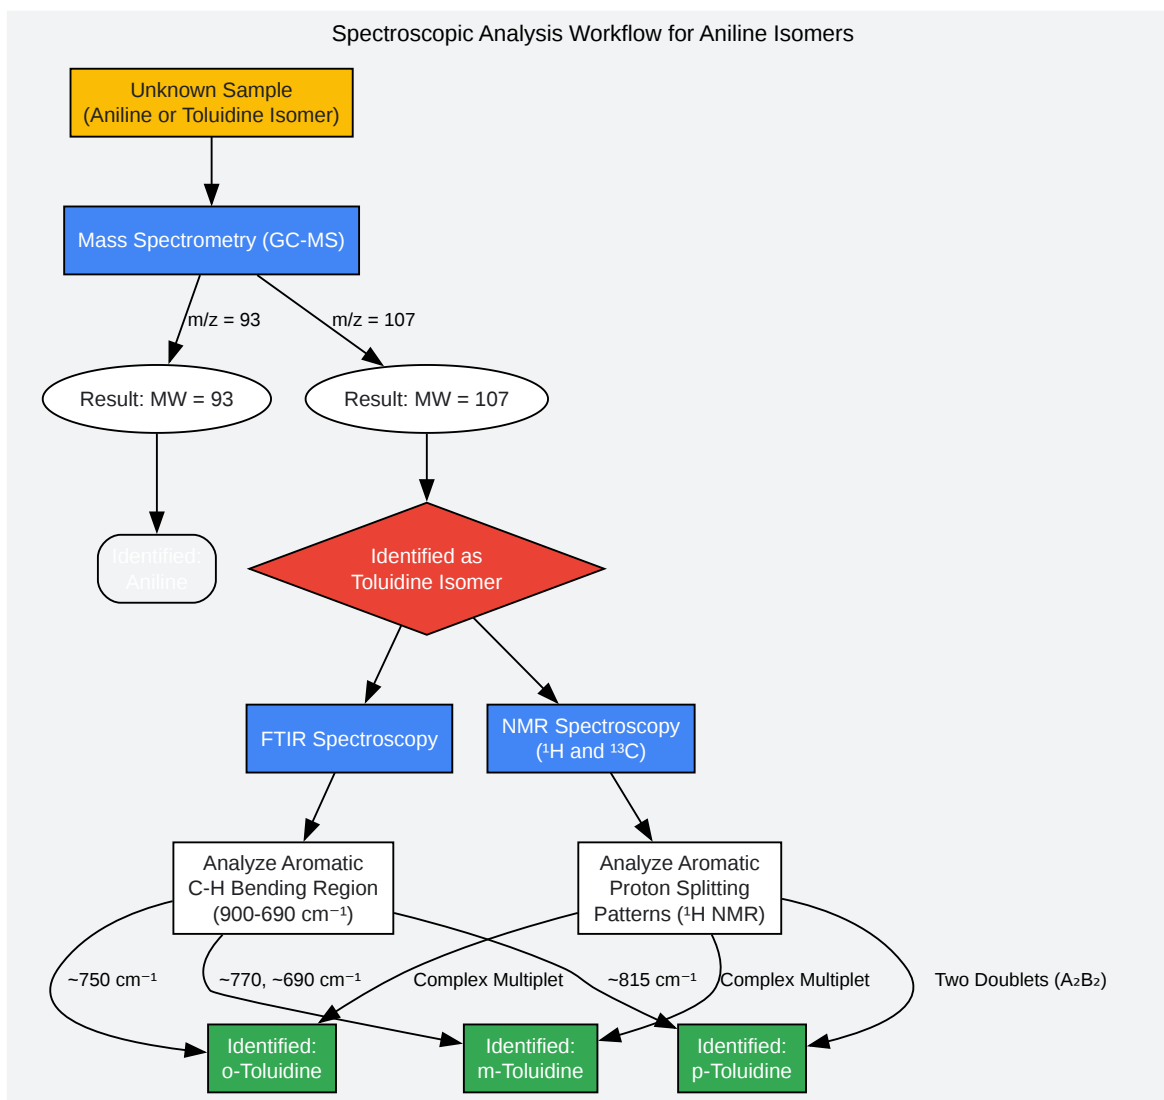 Spectroscopic Analysis Workflow for Aniline Isomers
Unknown Sample
(Aniline or Toluidine Isomer)
Mass Spectrometry (GC-MS)
m/z = 93
m/z = 107
Result: MW = 93
Result: MW = 107
Identified:
Aniline
Identified as
Toluidine Isomer
FTIR Spectroscopy
NMR Spectroscopy
(¹H and ¹³C)
Analyze Aromatic
C-H Bending Region
(900-690 cm⁻¹)
Analyze Aromatic
Proton Splitting
Patterns (¹H NMR)
~750 cm⁻¹
~770, ~690 cm⁻¹
Complex Multiplet
~815 cm⁻¹
Complex Multiplet
Two Doublets (A₂B₂)
Identified:
o-Toluidine
Identified:
m-Toluidine
Identified:
p-Toluidine